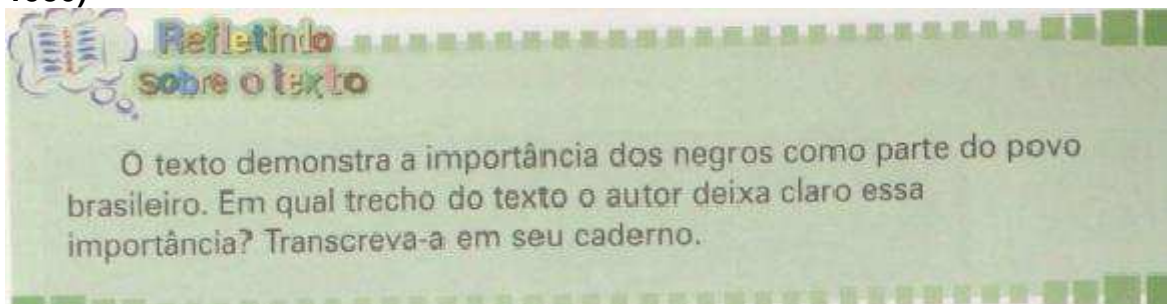 Refletindo
sobre o texto
O texto demonstra a importância dos negros como parte do povo
brasileiro. Em qual trecho do texto o autor deixa claro essa
importância? Transcreva-a em seu caderno.